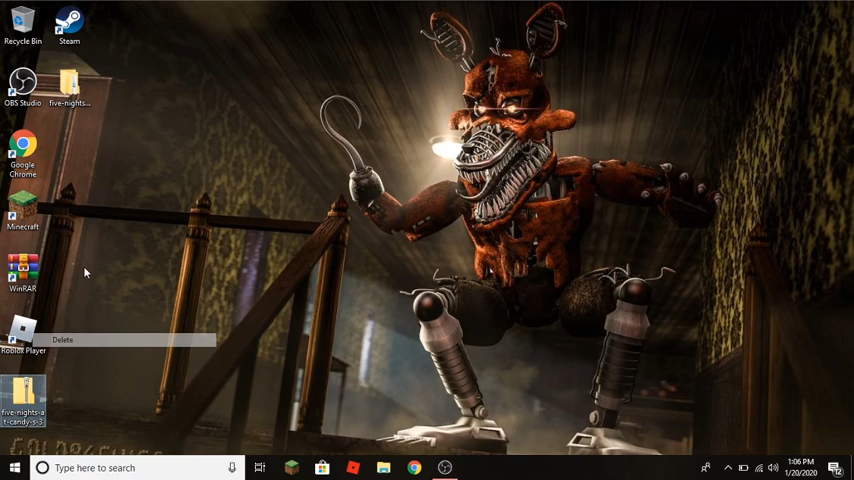 Recycle Bin
Steam
OBS Studio
five-nights...
Google
Chrome
Minecraft
WinRAR
Delete
Roblox Player
five-nights-a
t-candy-s-3
Type here to search
1:06 PM
1/20/2020
12